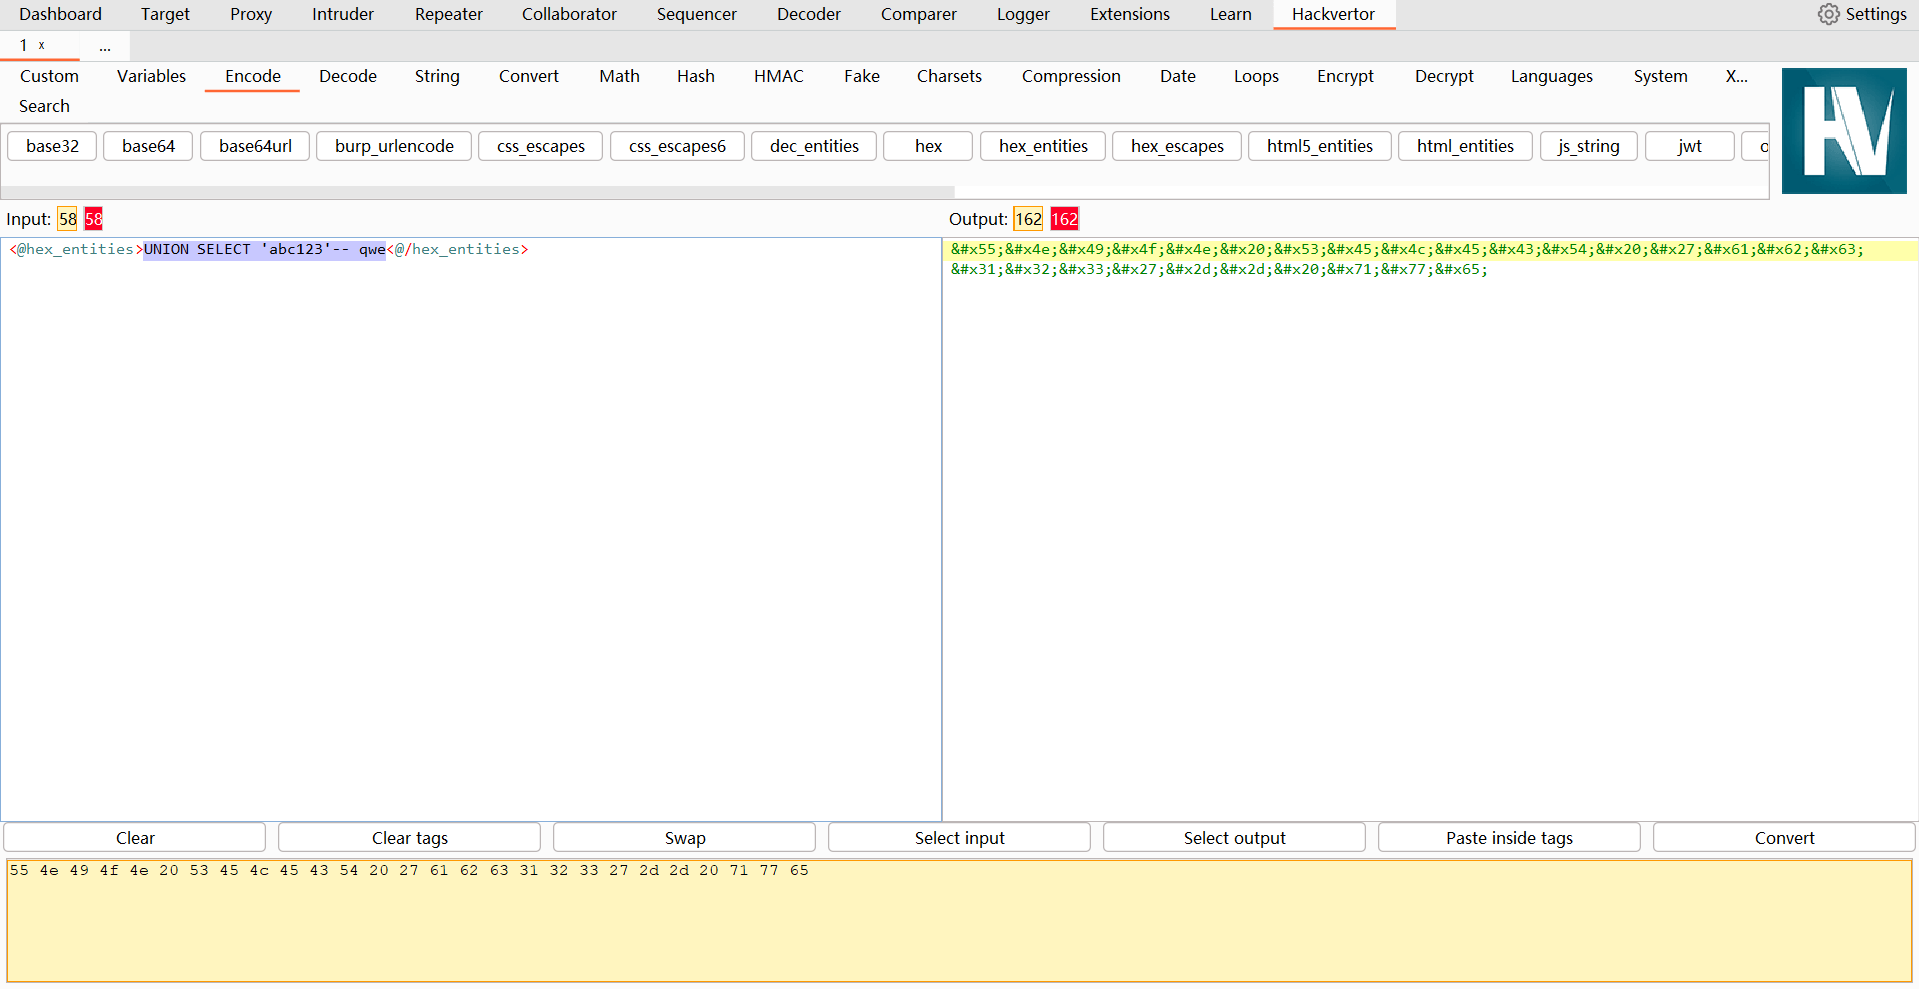 Dashboard Target Proxy Intruder Repeater Collaborator Sequencer Decoder Comparer Logger Extensions Learn Hackvertor Settings
1 x ...
Custom Variables Encode Decode String Convert Math Hash HMAC Fake Charsets Compression Date Loops Encrypt Decrypt Languages System X...
Search
base32 base64 base64url burp_urlencode css_escapes css_escapes6 dec_entities hex hex_entities hex_escapes html5_entities html_entities js_string jwt
HV
Input: 58 58
Output: 162 162
<@hex_entities>UNION SELECT 'abc123'-- qwe<@/hex_entities>
&#x55;&#x4e;&#x49;&#x4f;&#x4e;&#x20;&#x53;&#x45;&#x4c;&#x45;&#x43;&#x54;&#x20;&#x27;&#x61;&#x62;&#x63;
&#x31;&#x32;&#x33;&#x27;&#x2d;&#x2d;&#x20;&#x71;&#x77;&#x65;
Clear Clear tags Swap Select input Select output Paste inside tags Convert
55 4e 49 4f 4e 20 53 45 4c 45 43 54 20 27 61 62 63 31 32 33 27 2d 2d 20 71 77 65